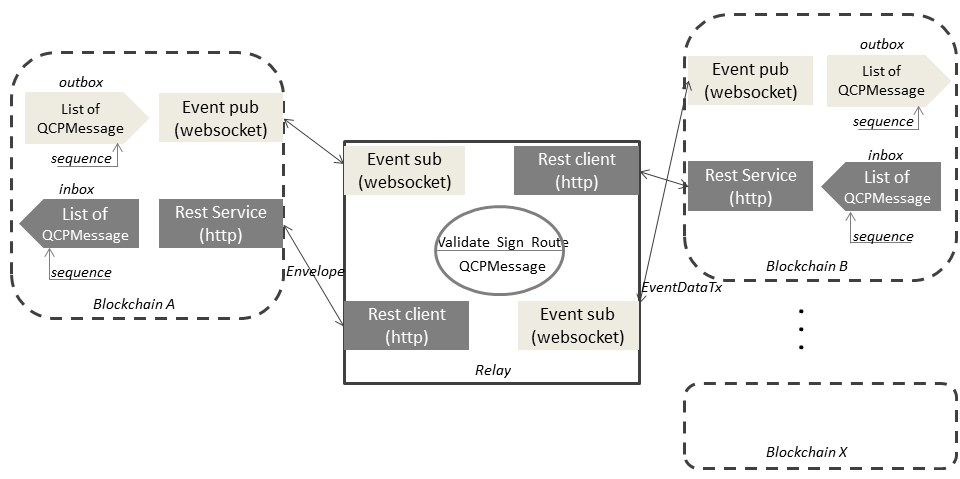 outbox
List of
QCPMessage
sequence
Event pub
(websocket)
inbox
List of
QCPMessage
sequence
Rest Service
(http)
Blockchain A
Envelope
Event sub
(websocket)
Rest client
(http)
Validate Sign Route
QCPMessage
Rest client
(http)
Event sub
(websocket)
Relay
EventDataTx
outbox
Event pub
(websocket)
List of
QCPMessage
sequence
inbox
Rest Service
(http)
List of
QCPMessage
sequence
Blockchain B
Blockchain X